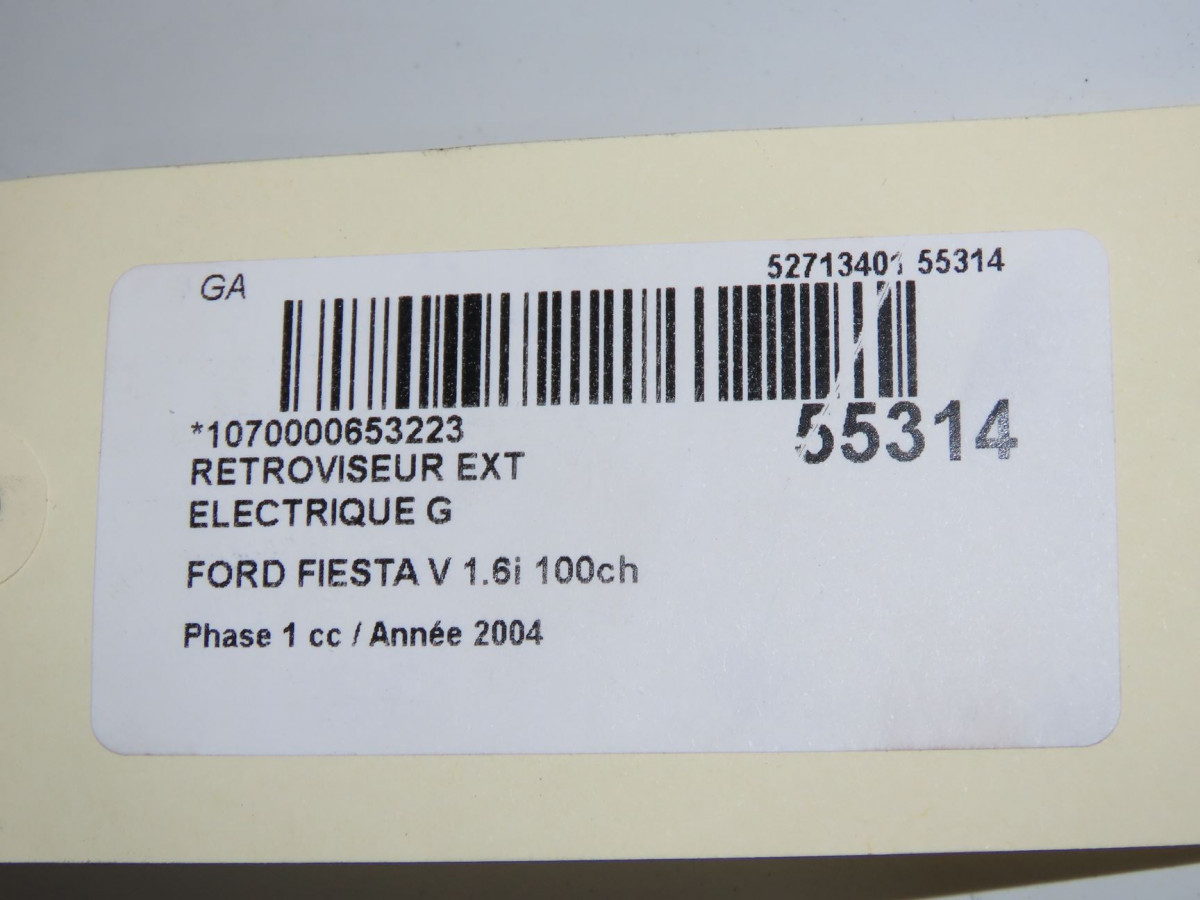 GA
52713401 55314
*1070000653223
55314
RETROVISEUR EXT
ELECTRIQUE G
FORD FIESTA V 1.6i 100ch
Phase 1 cc / Année 2004